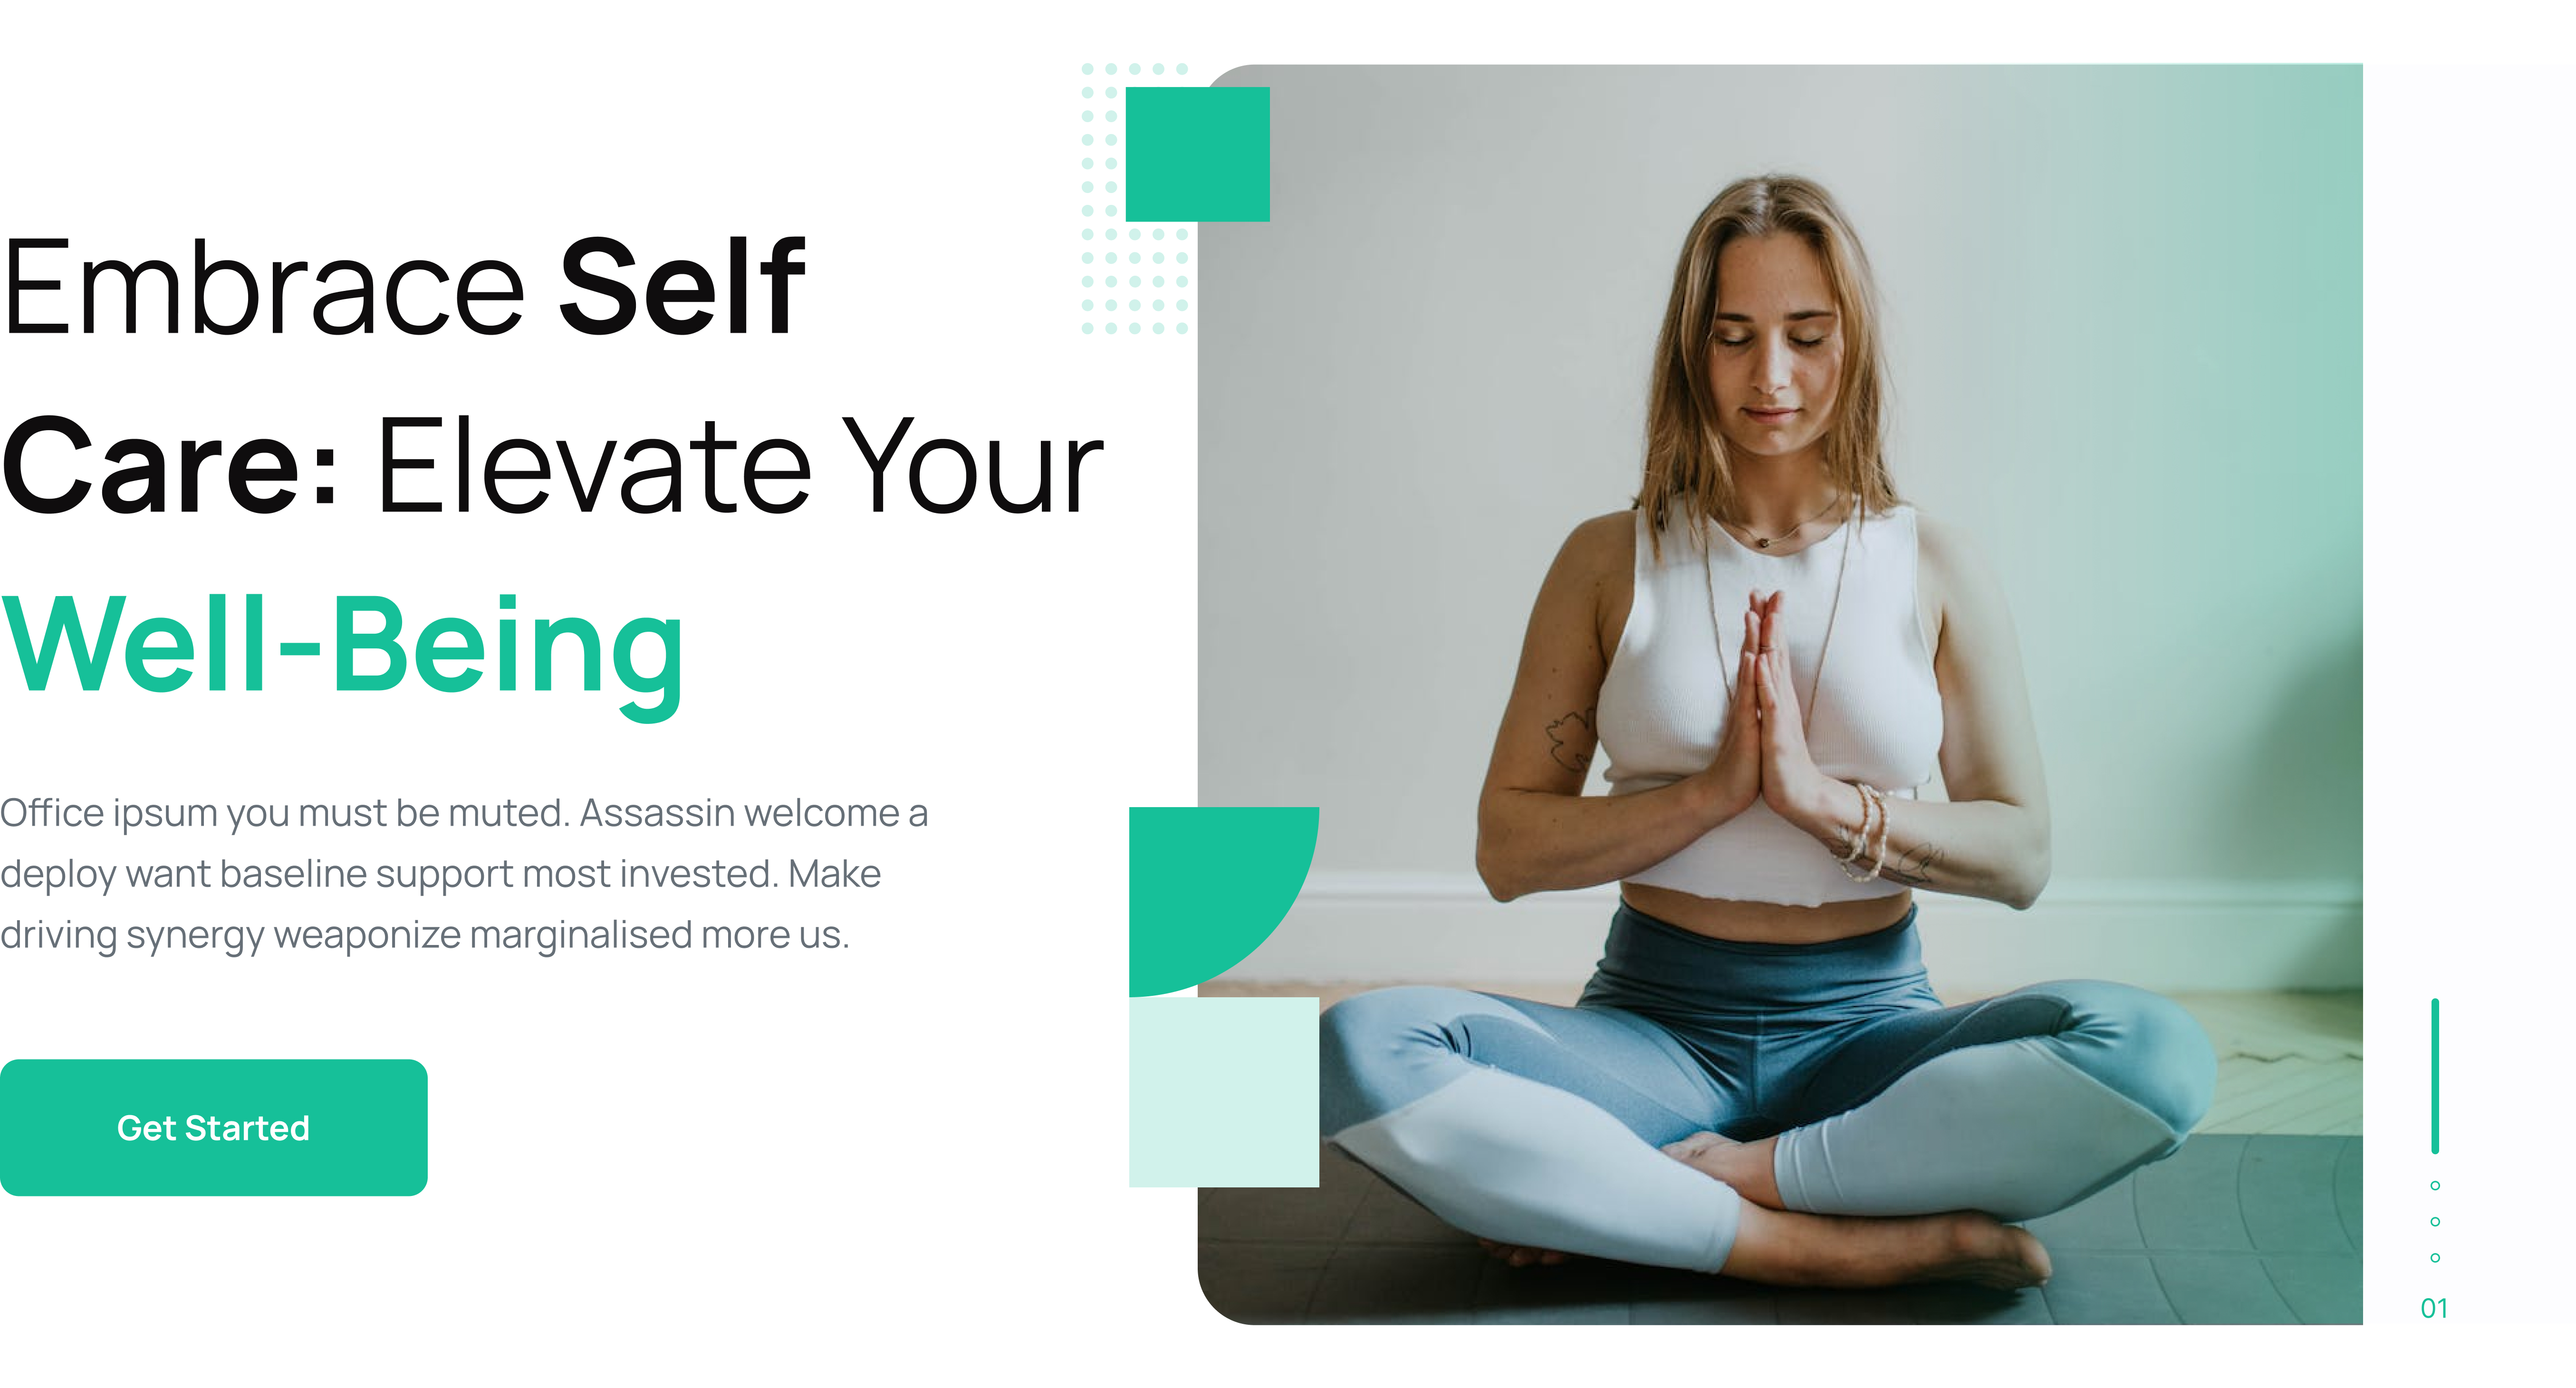 Embrace Self
Care: Elevate Your
Well-Being
Office ipsum you must be muted. Assassin welcome a
deploy want baseline support most invested. Make
driving synergy weaponize marginalised more us.
Get Started
01